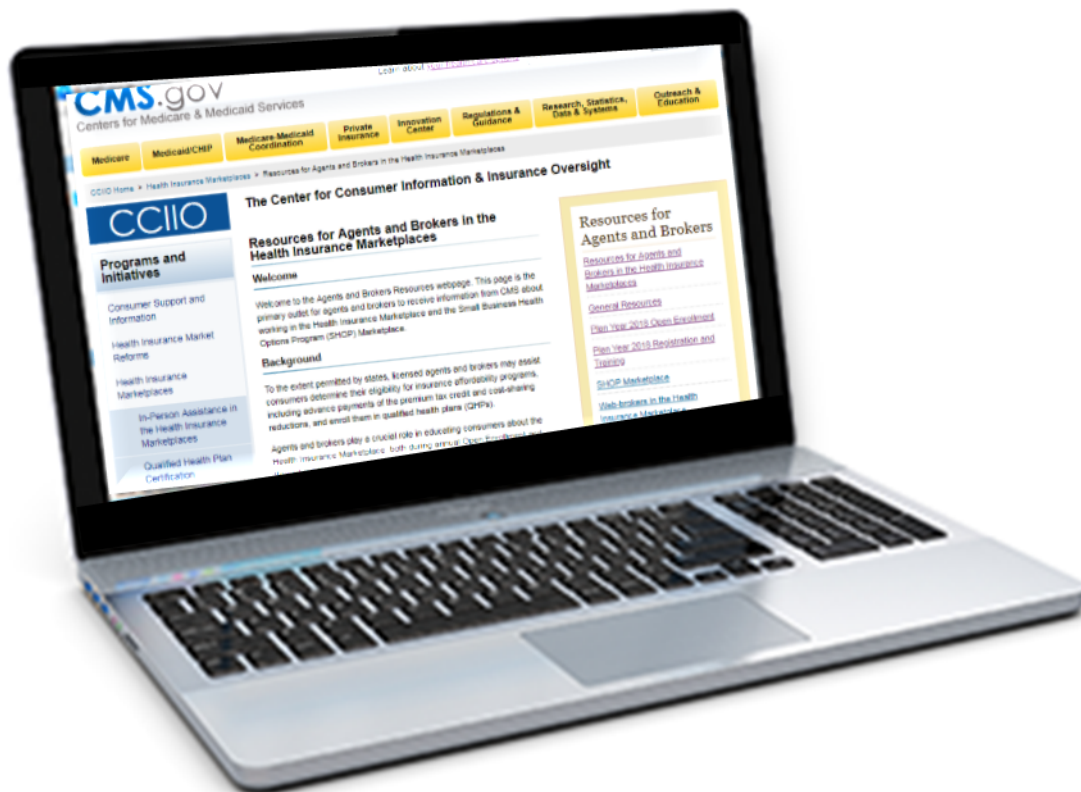 Learn about
CMS.gov
Centers for Medicare & Medicaid Services
Medicare
Medicaid/CHIP
Medicare-Medicaid
Coordination
Private
Insurance
Innovation
Center
Regulations &
Guidance
Research, Statistics,
Data & Systems
Outreach &
Education
CCIIO Home > Health Insurance Marketplaces > Resources for Agents and Brokers in the Health Insurance Marketplaces
CCIIO
Programs and
Initiatives
Consumer Support and
Information
Health Insurance Market
Reforms
Health Insurance
Marketplaces
In-Person Assistance in
the Health Insurance
Marketplaces
Qualified Health Plan
Certification
The Center for Consumer Information & Insurance Oversight
Resources for Agents and Brokers in the
Health Insurance Marketplaces
Welcome
Welcome to the Agents and Brokers Resources webpage. This page is the
primary outlet for agents and brokers to receive information from CMS about
working in the Health Insurance Marketplace and the Small Business Health
Options Program (SHOP) Marketplace.
Background
To the extent permitted by states, licensed agents and brokers may assist
consumers determine their eligibility for insurance affordability programs,
including advance payments of the premium tax credit and cost-sharing
reductions, and enroll them in qualified health plans (QHPs).
Agents and brokers play a crucial role in educating consumers about the
Health Insurance Marketplace, both during annual Open Enrollment and
Resources for
Agents and Brokers
Resources for Agents and
Brokers in the Health Insurance
Marketplaces
General Resources
Plan Year 2018 Open Enrollment
Plan Year 2018 Registration and
Training
SHOP Marketplace
Web-brokers in the Health
Insurance Marketplace